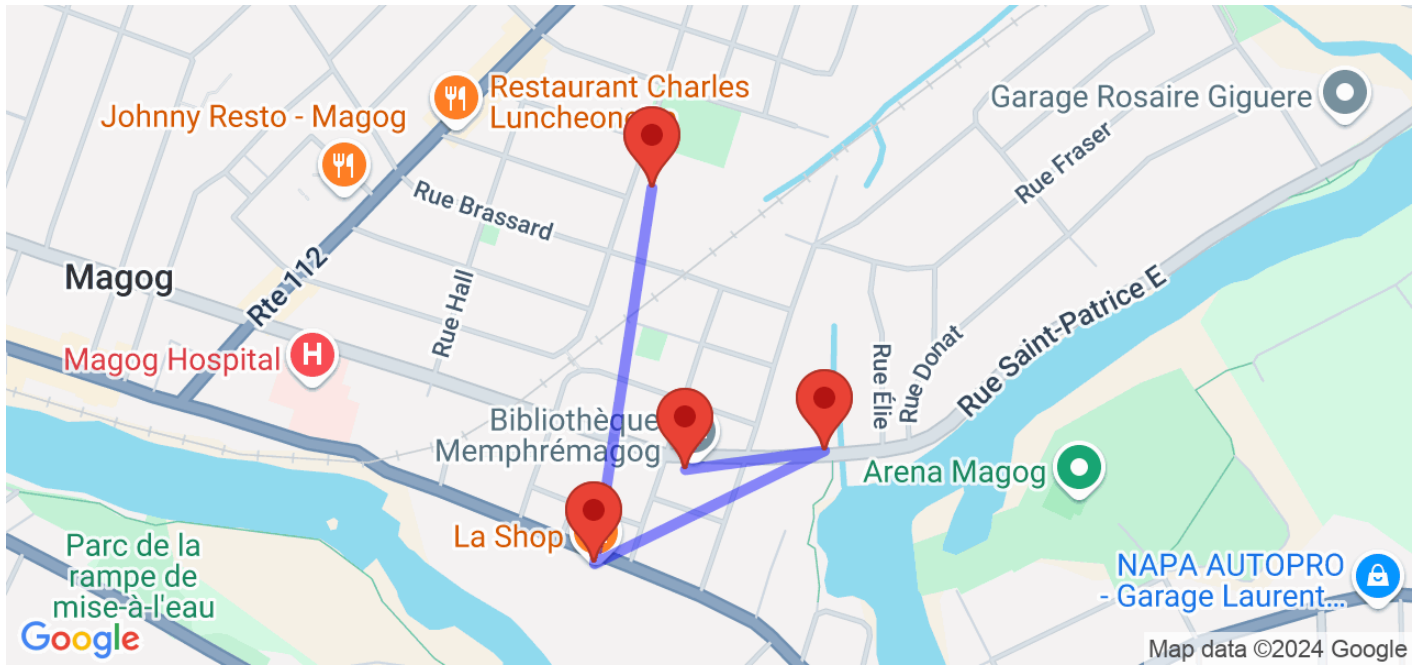 Restaurant Charles
Luncheone
Johnny Resto - Magog
Garage Rosaire Giguere
Rue Fraser
Rue Brassard
Magog
Rte 112
Rue Hall
Rue Saint-Patrice E
Magog Hospital
Rue Élie
Rue Donat
Bibliothèque
Memphrémagog
Arena Magog
La Shop
Parc de la
rampe de
mise-à-l'eau
NAPA AUTOPRO
- Garage Laurent...
Google
Map data ©2024 Google